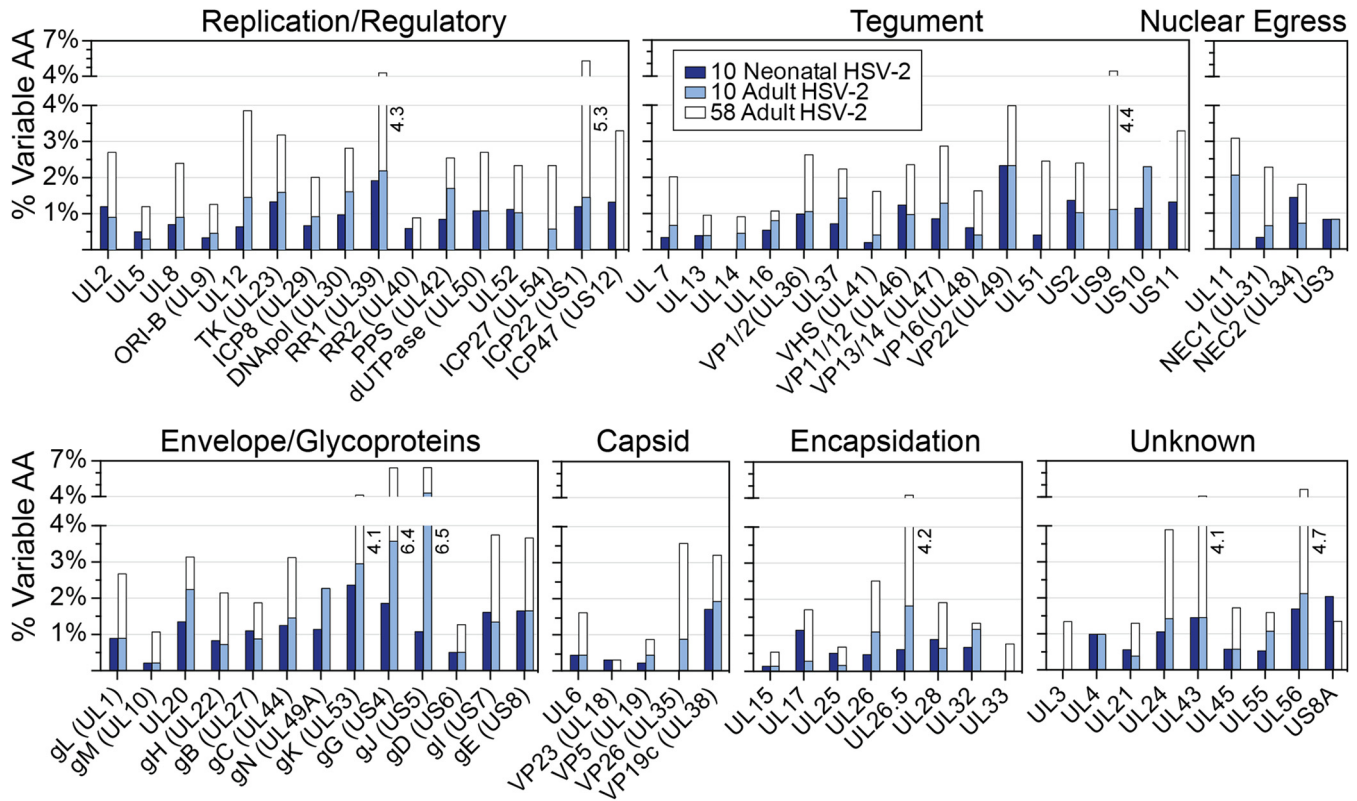 Replication/Regulatory
Tegument
Nuclear Egress
% Variable AA
7%
4%
4%
3%
2%
1%
4.3
5.3
10 Neonatal HSV-2
10 Adult HSV-2
58 Adult HSV-2
4.4
UL2
UL5
UL8
ORI-B (UL9)
UL12
TK (UL23)
ICP8 (UL29)
DNApol (UL30)
RR1 (UL39)
RR2 (UL40)
PPS (UL42)
dUTPase (UL50)
UL52
ICP27 (UL54)
ICP22 (US1)
ICP47 (US12)
UL7
UL13
UL14
UL16
VP1/2 (UL36)
UL37
VHS (UL41)
VP11/12 (UL46)
VP13/14 (UL47)
VP16 (UL48)
VP22 (UL49)
UL51
US2
US9
US10
US11
UL11
NEC1 (UL31)
NEC2 (UL34)
US3
Envelope/Glycoproteins
Capsid
Encapsidation
Unknown
% Variable AA
7%
4%
4%
3%
2%
1%
4.1
6.4
6.5
4.2
4.1
4.7
gL (UL1)
gM (UL10)
UL20
gH (UL22)
gB (UL27)
gC (UL44)
gN (UL49A)
gK (UL53)
gG (US4)
gJ (US5)
gD (US6)
gI (US7)
gE (US8)
UL6
VP23 (UL18)
VP5 (UL19)
VP26 (UL35)
VP19c (UL38)
UL15
UL17
UL25
UL26
UL26.5
UL28
UL32
UL33
UL3
UL4
UL21
UL24
UL43
UL45
UL55
UL56
US8A